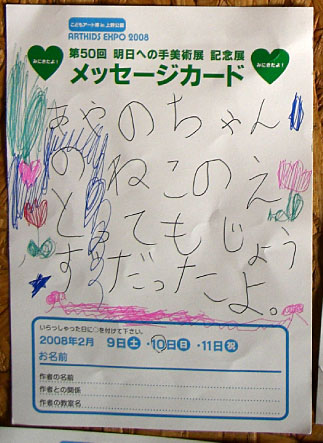 こどもアート博 in 上野公園
ARTKIDS EXPO 2008
みにきたよ!
第50回 明日への手美術展 記念展
みにきたよ!
メッセージカード
あやのちゃん
のねこのえ
とってもじょう
ずだったよ。
いらっしゃった日に○を付けて下さい。
2008年2月 9日土・10日日・11日祝
お名前
作者の名前
作者との関係
作者の教室名